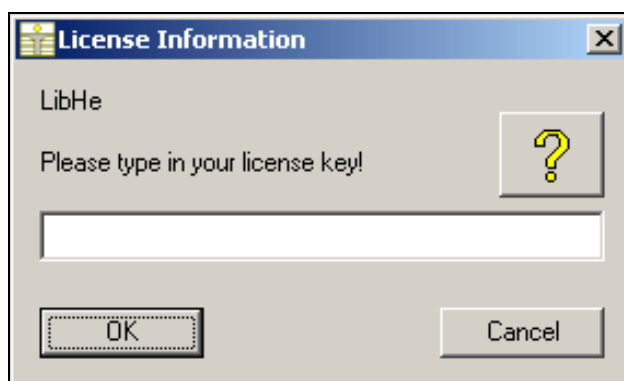 License Information
LibHe
Please type in your license key!
?
OK
Cancel